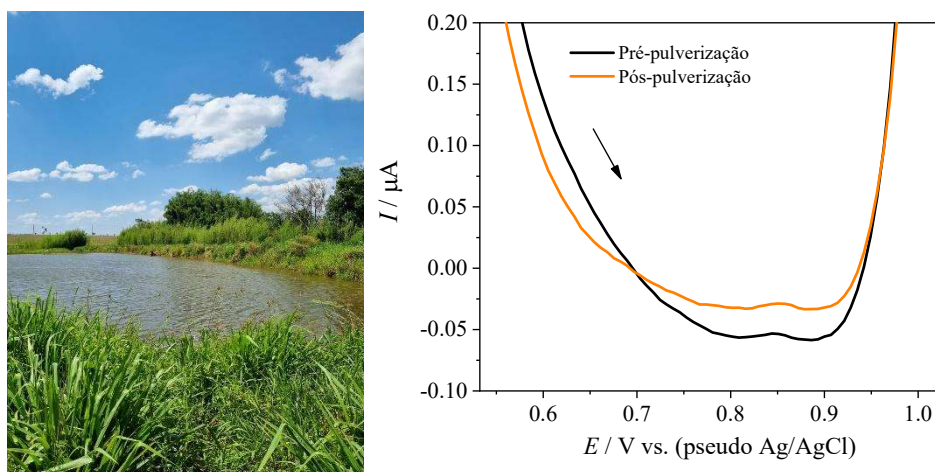 0.20
0.15
0.10
0.05
0.00
-0.05
-0.10
I / μA
Pré-pulverização
Pós-pulverização
0.6 0.7 0.8 0.9 1.0
E / V vs. (pseudo Ag/AgCl)